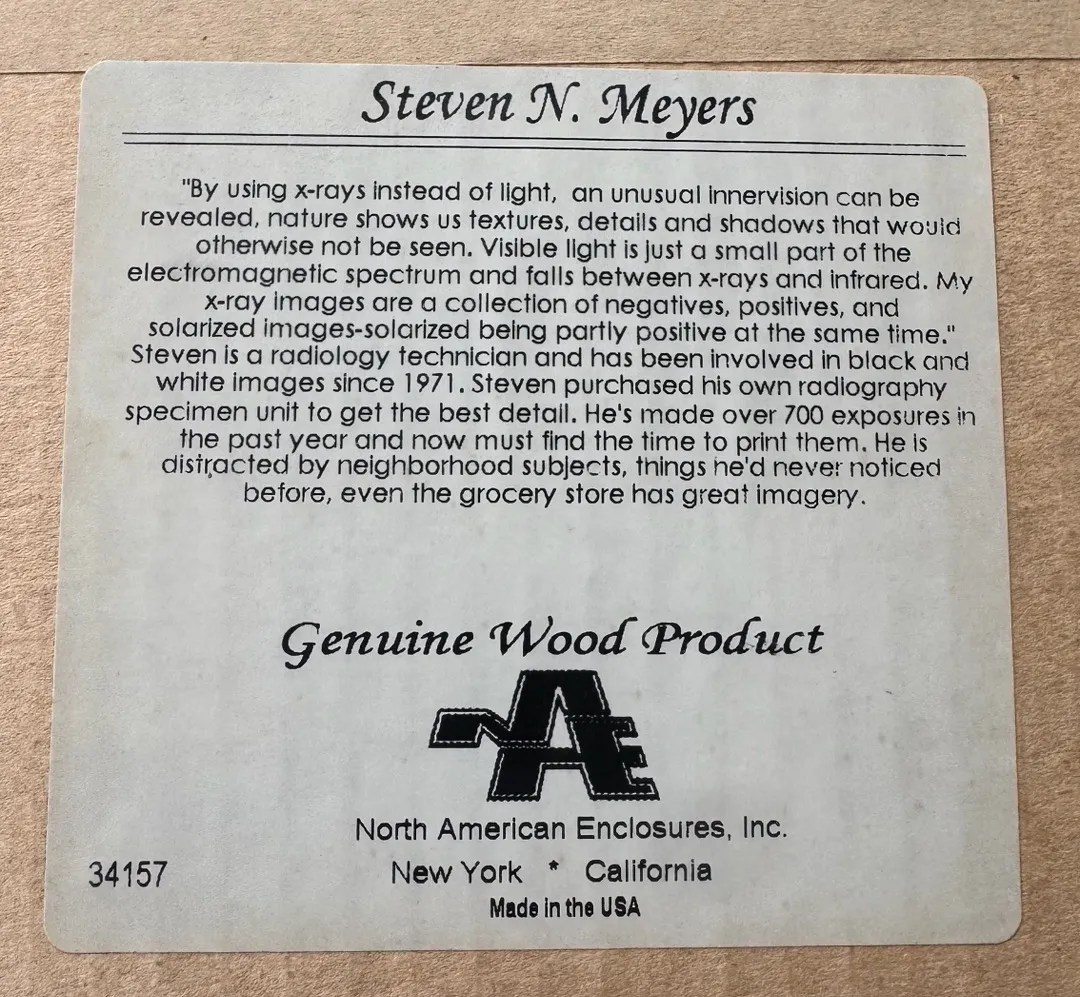 Steven N. Meyers
"By using x-rays instead of light, an unusual innervision can be
revealed, nature shows us textures, details and shadows that would
otherwise not be seen. Visible light is just a small part of the
electromagnetic spectrum and falls between x-rays and infrared. My
x-ray images are a collection of negatives, positives, and
solarized images-solarized being partly positive at the same time."
Steven is a radiology technician and has been involved in black and
white images since 1971. Steven purchased his own radiography
specimen unit to get the best detail. He's made over 700 exposures in
the past year and now must find the time to print them. He is
distracted by neighborhood subjects, things he'd never noticed
before, even the grocery store has great imagery.
Genuine Wood Product
NAE
North American Enclosures, Inc.
34157 New York * California
Made in the USA